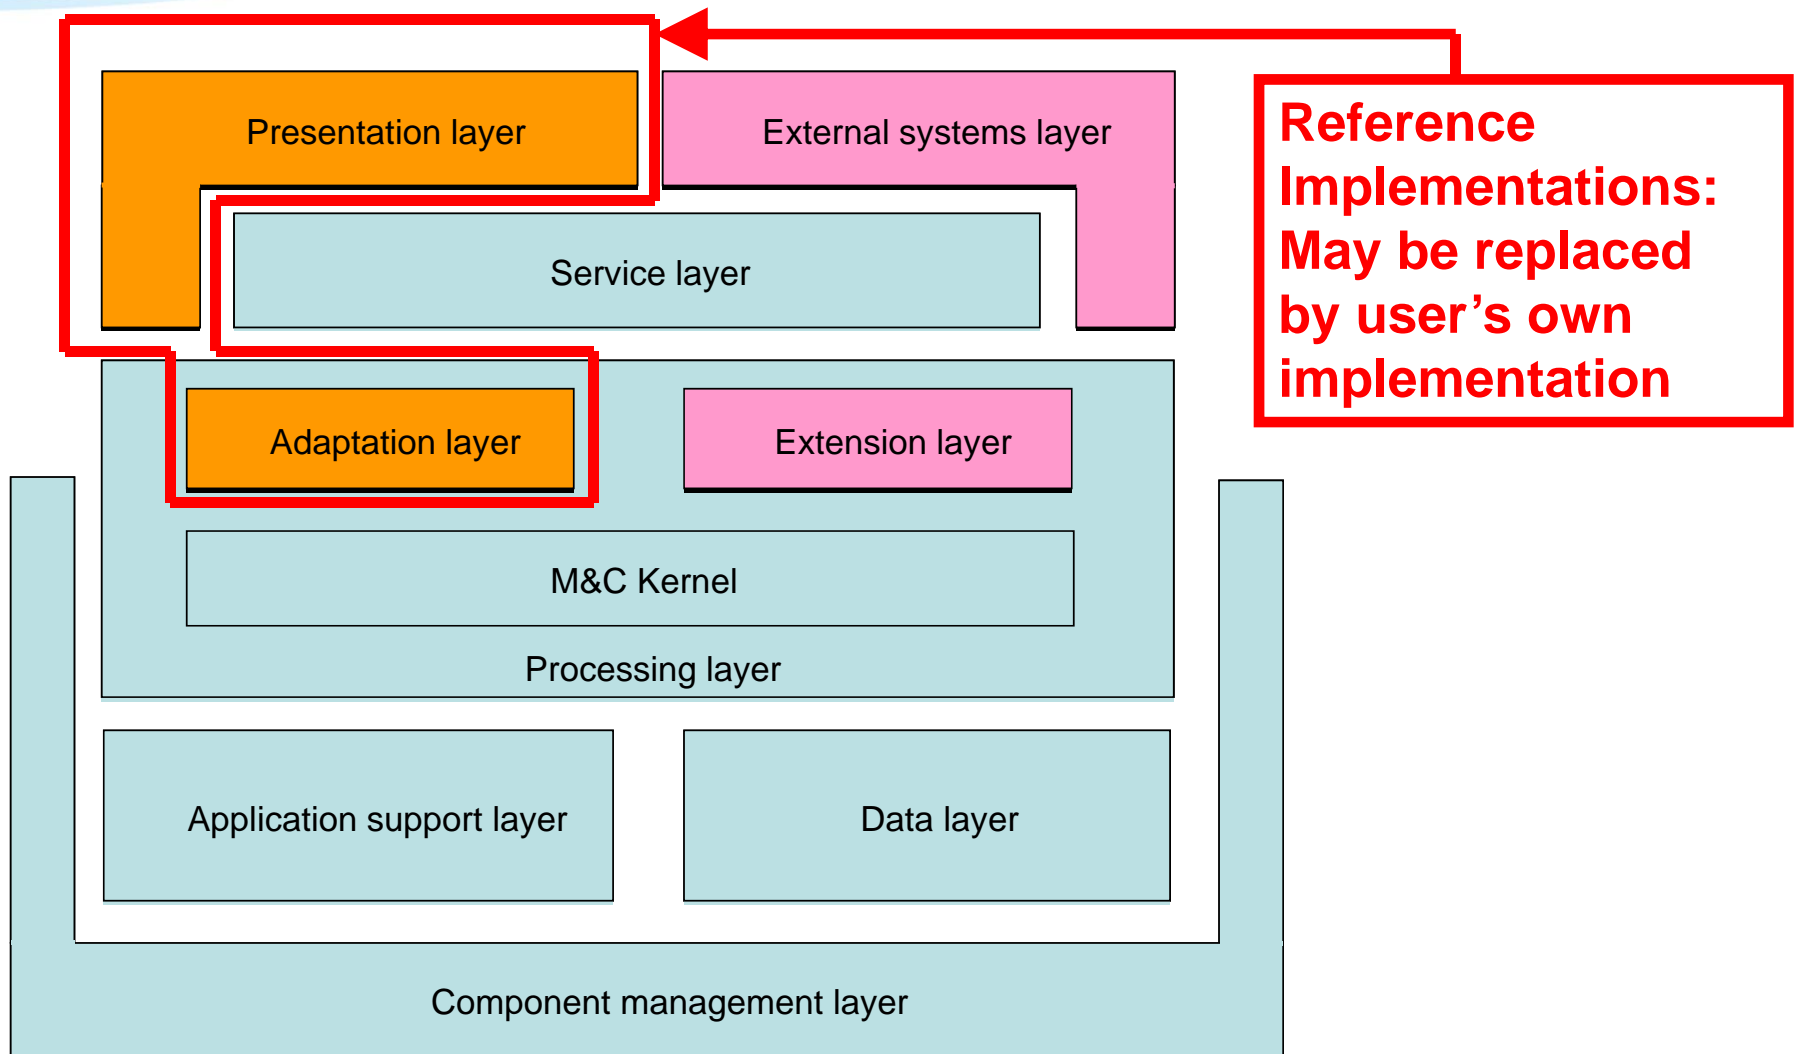 Presentation layer
External systems layer
Reference
Implementations:
May be replaced
by user’s own
implementation
Service layer
Adaptation layer
Extension layer
M&C Kernel
Processing layer
Application support layer
Data layer
Component management layer